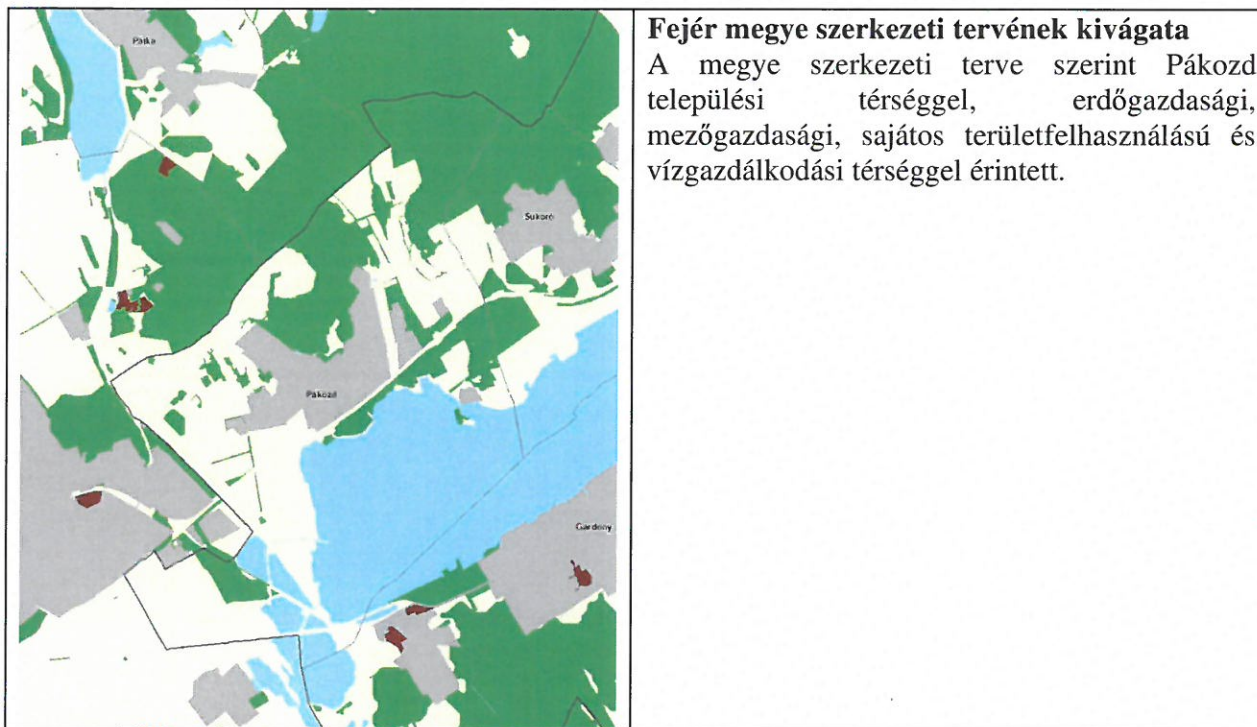 Fejér megye szerkezeti tervének kivágata
A megye szerkezeti terve szerint Pákozd
települési térséggel, erdőgazdasági,
mezőgazdasági, sajátos területfelhasználású és
vízgazdálkodási térséggel érintett.
Pátka
Sukoró
Pákozd
Gárdony